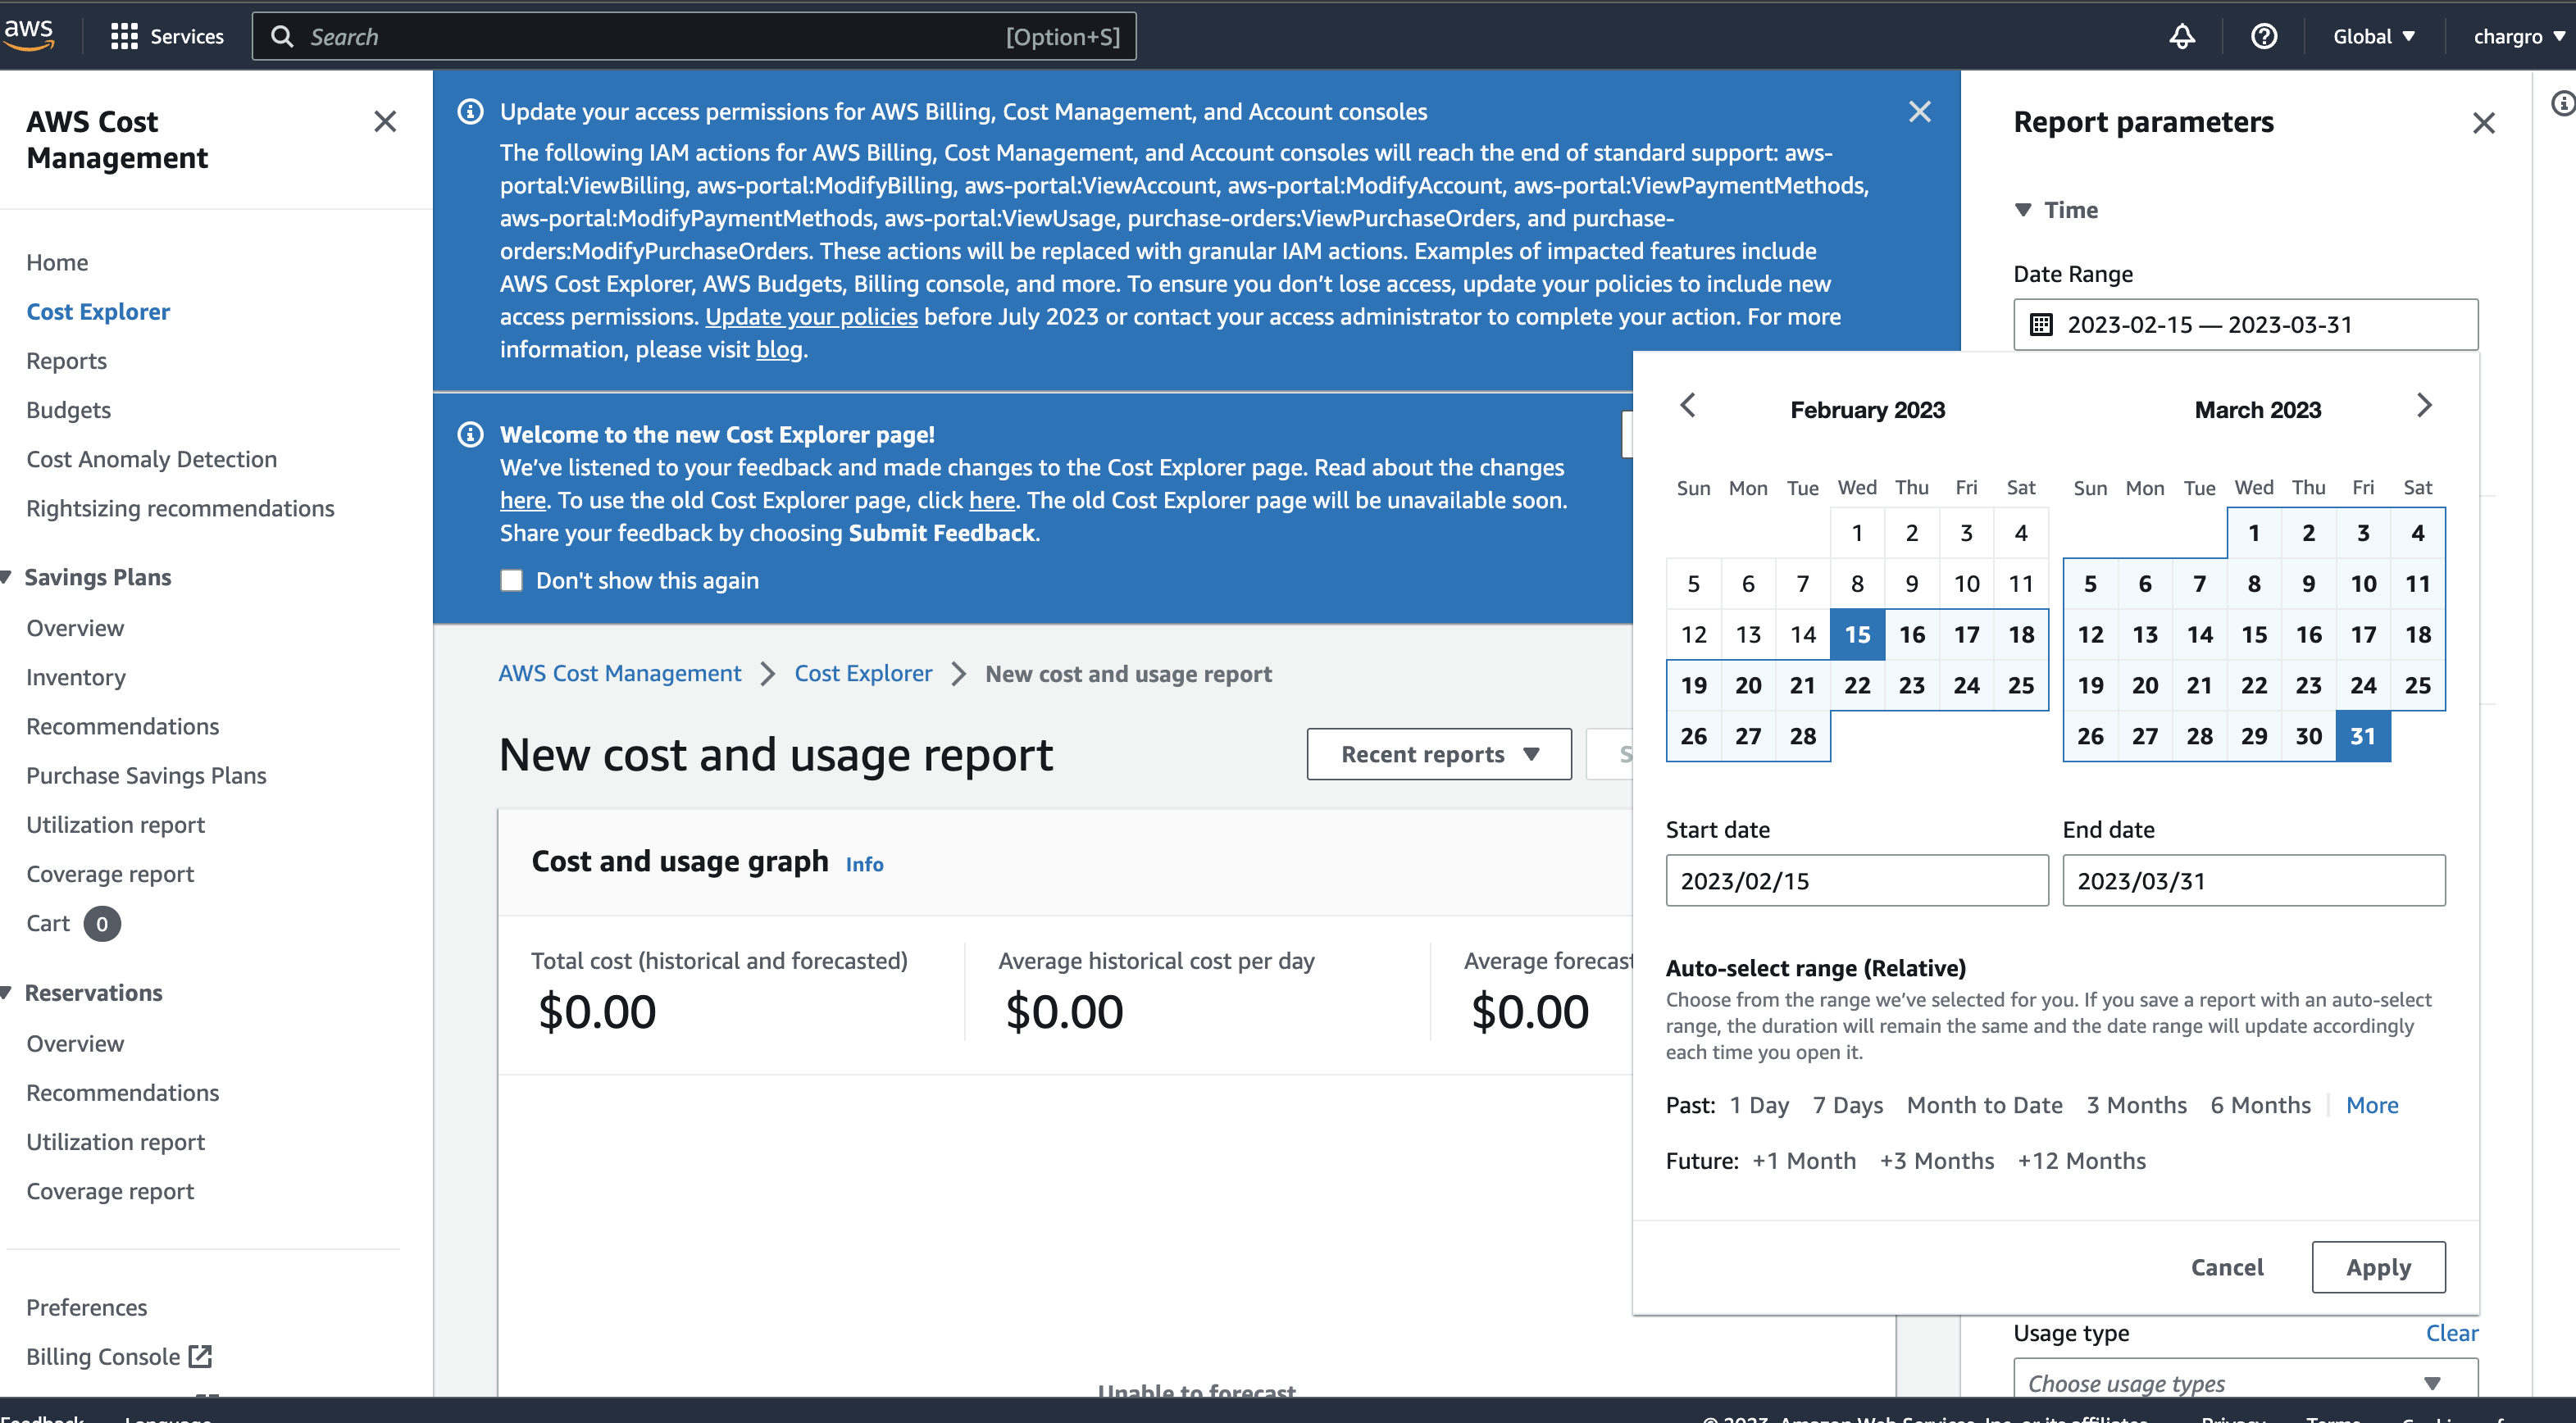 aws
Services
Search
[Option+S]
Global
chargro
AWS Cost
Management
Home
Cost Explorer
Reports
Budgets
Cost Anomaly Detection
Rightsizing recommendations
Savings Plans
Overview
Inventory
Recommendations
Purchase Savings Plans
Utilization report
Coverage report
Cart 0
Reservations
Overview
Recommendations
Utilization report
Coverage report
Preferences
Billing Console
Update your access permissions for AWS Billing, Cost Management, and Account consoles
The following IAM actions for AWS Billing, Cost Management, and Account consoles will reach the end of standard support: aws-
portal:ViewBilling, aws-portal:ModifyBilling, aws-portal:ViewAccount, aws-portal:ModifyAccount, aws-portal:ViewPaymentMethods,
aws-portal:ModifyPaymentMethods, aws-portal:ViewUsage, purchase-orders:ViewPurchaseOrders, and purchase-
orders:ModifyPurchaseOrders. These actions will be replaced with granular IAM actions. Examples of impacted features include
AWS Cost Explorer, AWS Budgets, Billing console, and more. To ensure you don’t lose access, update your policies to include new
access permissions. Update your policies before July 2023 or contact your access administrator to complete your action. For more
information, please visit blog.
Welcome to the new Cost Explorer page!
We’ve listened to your feedback and made changes to the Cost Explorer page. Read about the changes
here. To use the old Cost Explorer page, click here. The old Cost Explorer page will be unavailable soon.
Share your feedback by choosing Submit Feedback.
Don't show this again
AWS Cost Management > Cost Explorer > New cost and usage report
New cost and usage report
Recent reports
Cost and usage graph Info
Total cost (historical and forecasted)
$0.00
Average historical cost per day
$0.00
Average forecast
$0.00
Unable to forecast
Report parameters
Time
Date Range
2023-02-15 — 2023-03-31
February 2023
Sun Mon Tue Wed Thu Fri Sat
1 2 3 4
5 6 7 8 9 10 11
12 13 14 15 16 17 18
19 20 21 22 23 24 25
26 27 28
March 2023
Sun Mon Tue Wed Thu Fri Sat
1 2 3 4
5 6 7 8 9 10 11
12 13 14 15 16 17 18
19 20 21 22 23 24 25
26 27 28 29 30 31
Start date
2023/02/15
End date
2023/03/31
Auto-select range (Relative)
Choose from the range we’ve selected for you. If you save a report with an auto-select
range, the duration will remain the same and the date range will update accordingly
each time you open it.
Past: 1 Day 7 Days Month to Date 3 Months 6 Months More
Future: +1 Month +3 Months +12 Months
Cancel
Apply
Usage type
Clear
Choose usage types
Feedback Language
© 2023, Amazon Web Services, Inc. or its affiliates. Privacy Terms